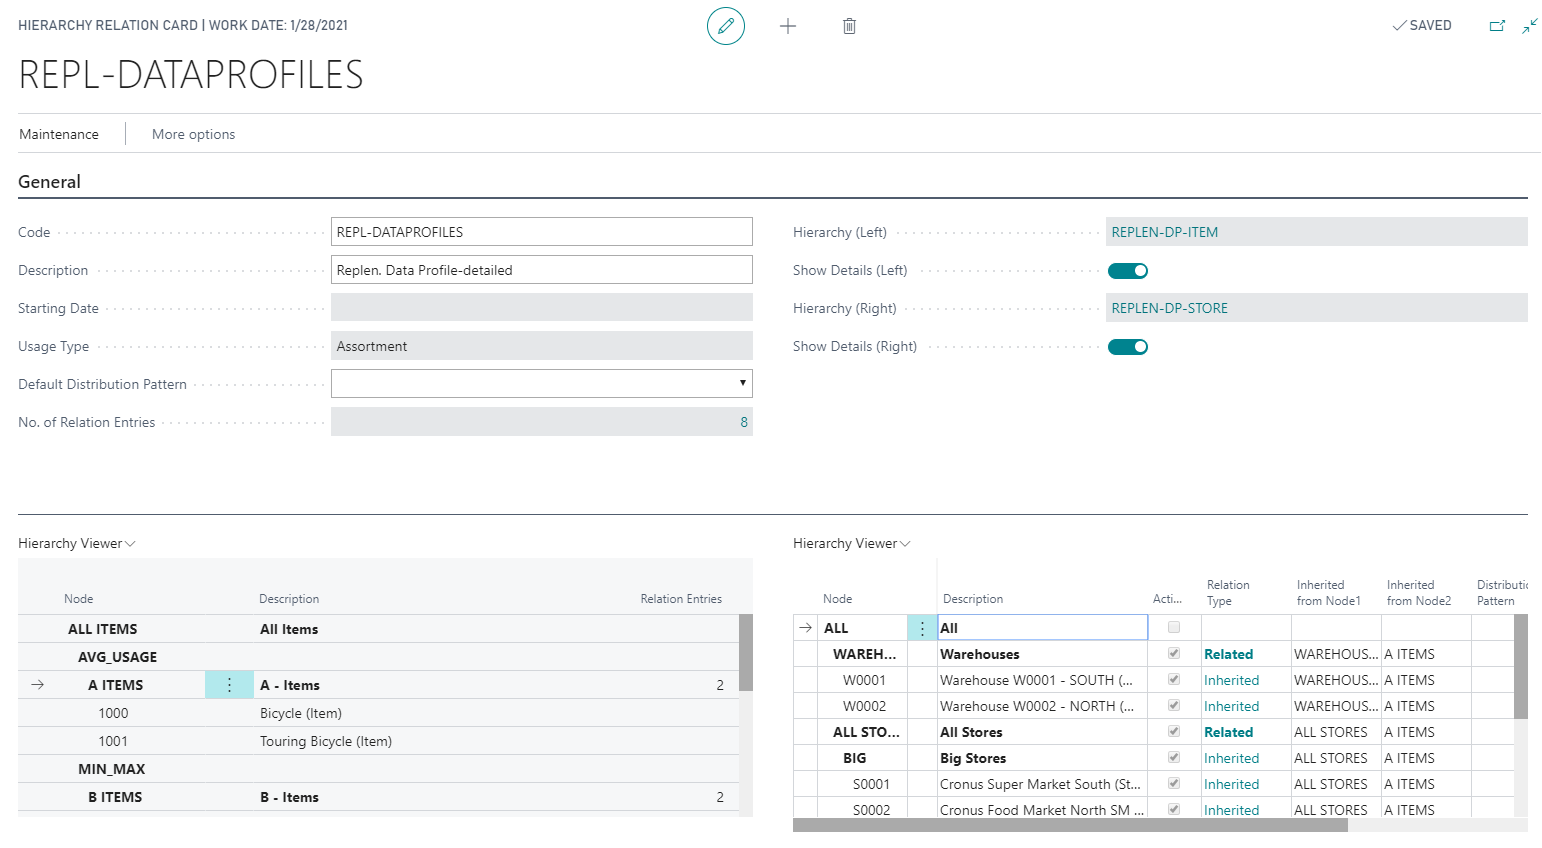 HIERARCHY RELATION CARD | WORK DATE: 1/28/2021
SAVED
REPL-DATAPROFILES
Maintenance
More options
General
Code
REPL-DATAPROFILES
Description
Replen. Data Profile-detailed
Starting Date
Usage Type
Assortment
Default Distribution Pattern
No. of Relation Entries
8
Hierarchy (Left)
REPLEN-DP-ITEM
Show Details (Left)
Hierarchy (Right)
REPLEN-DP-STORE
Show Details (Right)
Hierarchy Viewer
Node Description Relation Entries
ALL ITEMS All Items
AVG_USAGE
A ITEMS A - Items 2
1000 Bicycle (Item)
1001 Touring Bicycle (Item)
MIN_MAX
B ITEMS B - Items 2
Hierarchy Viewer
Node Description Acti... Relation Type Inherited from Node1 Inherited from Node2 Distributic Pattern
ALL All
WAREH... Warehouses Related WAREHOUS... A ITEMS
W0001 Warehouse W0001 - SOUTH (... Inherited WAREHOUS... A ITEMS
W0002 Warehouse W0002 - NORTH (... Inherited WAREHOUS... A ITEMS
ALL STO... All Stores Related ALL STORES A ITEMS
BIG Big Stores Inherited ALL STORES A ITEMS
S0001 Cronus Super Market South (St... Inherited ALL STORES A ITEMS
S0002 Cronus Food Market North SM ... Inherited ALL STORES A ITEMS